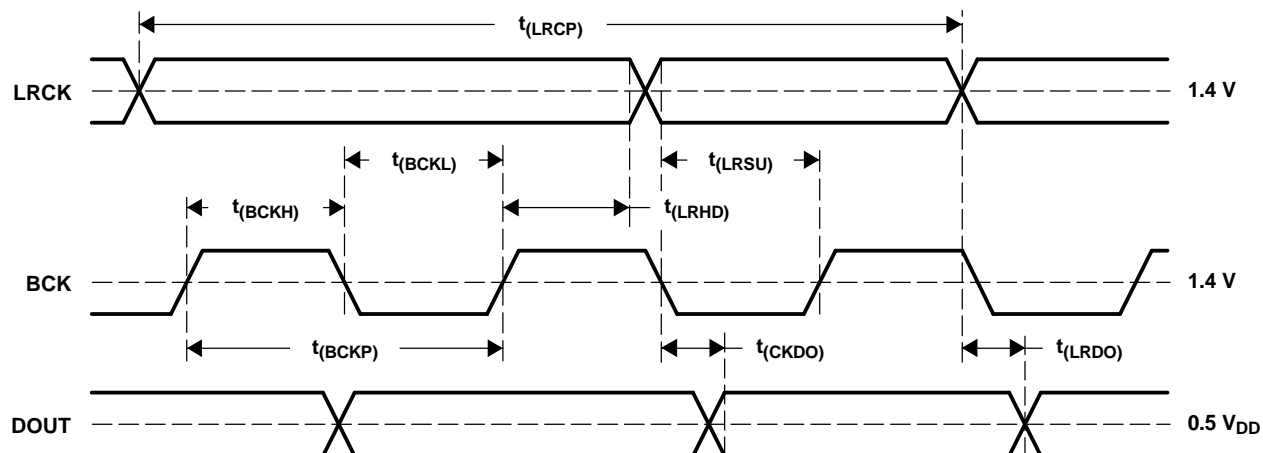 t(LRCP)
LRCK
1.4 V
t(BCKL)
t(LRSU)
t(BCKH)
t(LRHD)
BCK
1.4 V
t(BCKP)
t(CKDO)
t(LRDO)
DOUT
0.5 VDD